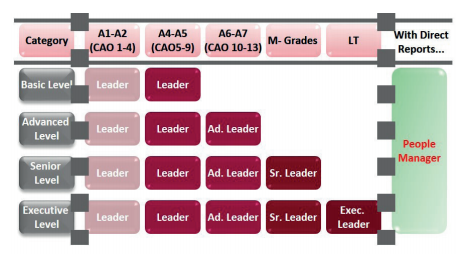 Category
A1-A2
(CAO 1-4)
A4-A5
(CAO5-9)
A6-A7
(CAO 10-13)
M- Grades
LT
With Direct
Reports...
Basic Level
Leader
Leader
Advanced
Level
Leader
Leader
Ad. Leader
Senior
Level
Leader
Leader
Ad. Leader
Sr. Leader
Executive
Level
Leader
Leader
Ad. Leader
Sr. Leader
Exec.
Leader
People
Manager